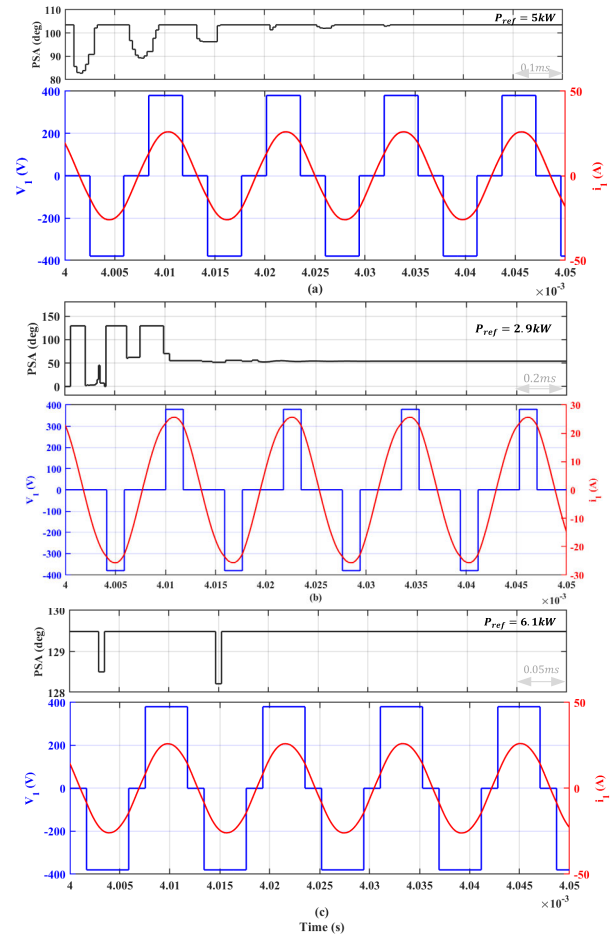 110
100
90
80
PSA (deg)
P_ref = 5kW
0.1ms
400
200
0
-200
-400
V_1 (V)
50
0
-50
i_1 (A)
4 4.005 4.01 4.015 4.02 4.025 4.03 4.035 4.04 4.045 4.05
×10^-3
(a)
150
100
50
0
PSA (deg)
P_ref = 2.9kW
0.2ms
400
300
200
100
0
-100
-200
-300
-400
V_1 (V)
30
20
10
0
-10
-20
-30
i_1 (A)
4 4.005 4.01 4.015 4.02 4.025 4.03 4.035 4.04 4.045 4.05
×10^-3
(b)
130
129
128
PSA (deg)
P_ref = 6.1kW
0.05ms
400
200
0
-200
-400
V_1 (V)
50
0
-50
i_1 (A)
4 4.005 4.01 4.015 4.02 4.025 4.03 4.035 4.04 4.045 4.05
×10^-3
(c)
Time (s)